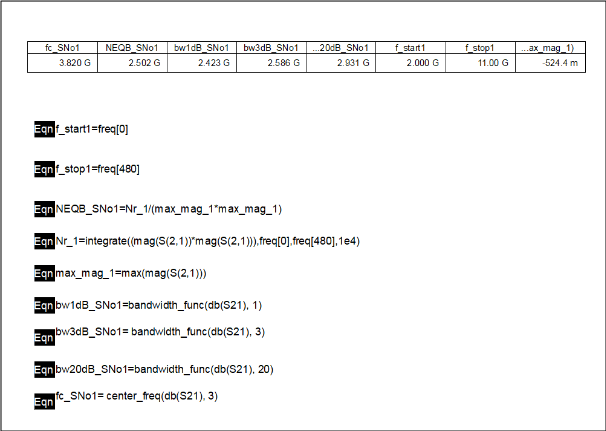 fc_SNo1 NEQB_SNo1 bw1dB_SNo1 bw3dB_SNo1 ...20dB_SNo1 f_start1 f_stop1 ...ax_mag_1)
3.820 G 2.502 G 2.423 G 2.586 G 2.931 G 2.000 G 11.00 G -524.4 m
Eqn f_start1=freq[0]
Eqn f_stop1=freq[480]
Eqn NEQB_SNo1=Nr_1/(max_mag_1*max_mag_1)
Eqn Nr_1=integrate((mag(S(2,1))*mag(S(2,1))),freq[0],freq[480],1e4)
Eqn max_mag_1=max(mag(S(2,1)))
Eqn bw1dB_SNo1=bandwidth_func(db(S21), 1)
Eqn bw3dB_SNo1= bandwidth_func(db(S21), 3)
Eqn bw20dB_SNo1=bandwidth_func(db(S21), 20)
Eqn fc_SNo1= center_freq(db(S21), 3)